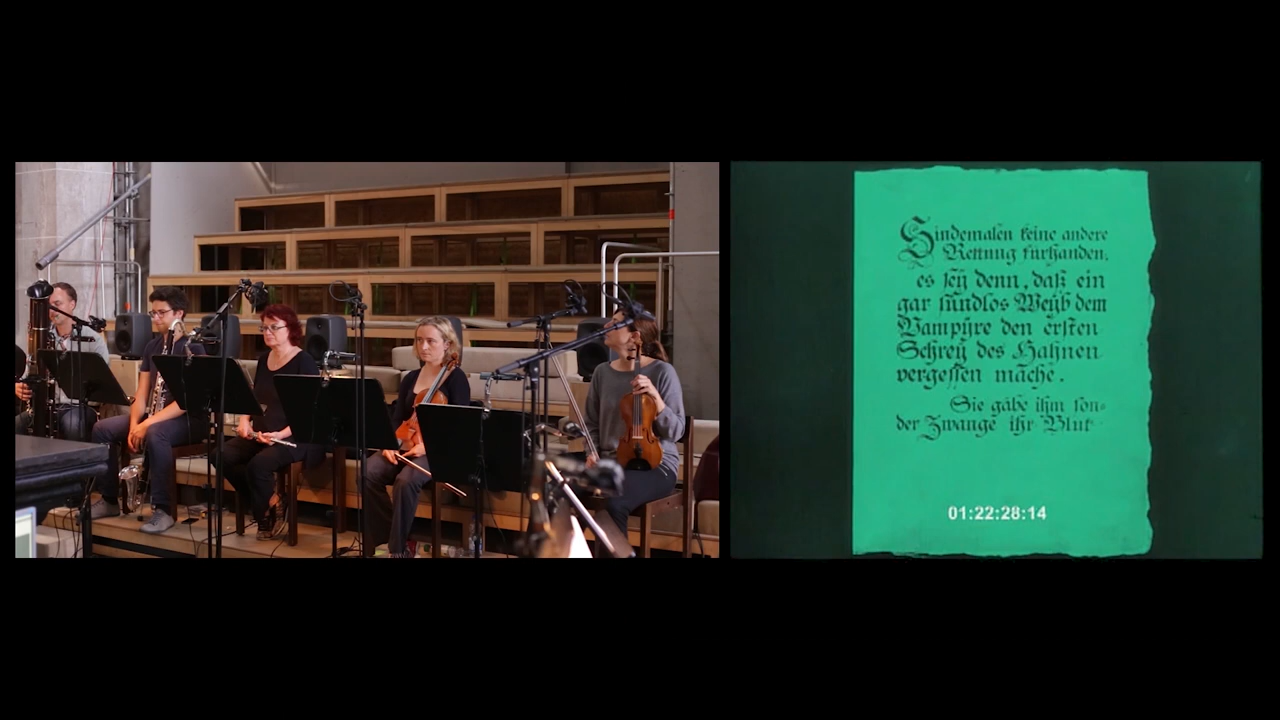 Sindemalen keine andere
Rettung fürhanden,
es sey denn, daß ein
gar sündlos Weyb dem
Vampyre den ersten
Schrey des Hahnen
vergessen mache.
Sie gäbe ihm son=
der Zwange ihr Blut
01:22:28:14